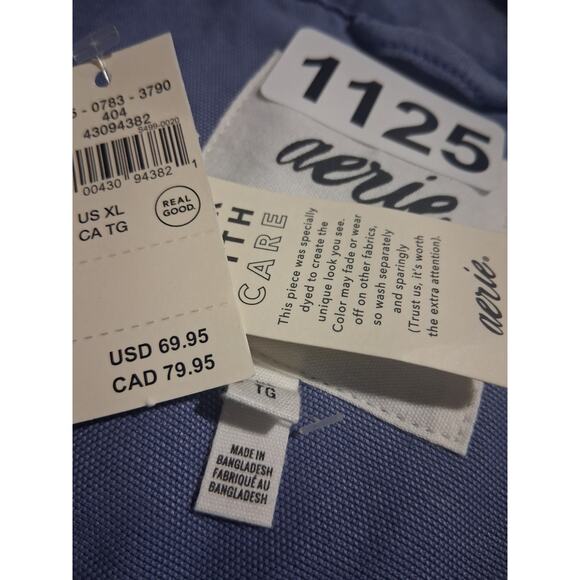 0783 - 3790
404
43094382
S499-0020
00430 94382 1
US XL
CA TG
REAL
GOOD.
USD 69.95
CAD 79.95
1125
aerie
CARE
This piece was specially
dyed to create the
unique look you see.
Color may fade or wear
off on other fabrics,
so wash separately
and sparingly
(Trust us, it's worth
the extra attention).
aerie®
TG
MADE IN
BANGLADESH
FABRIQUÉ AU
BANGLADESH